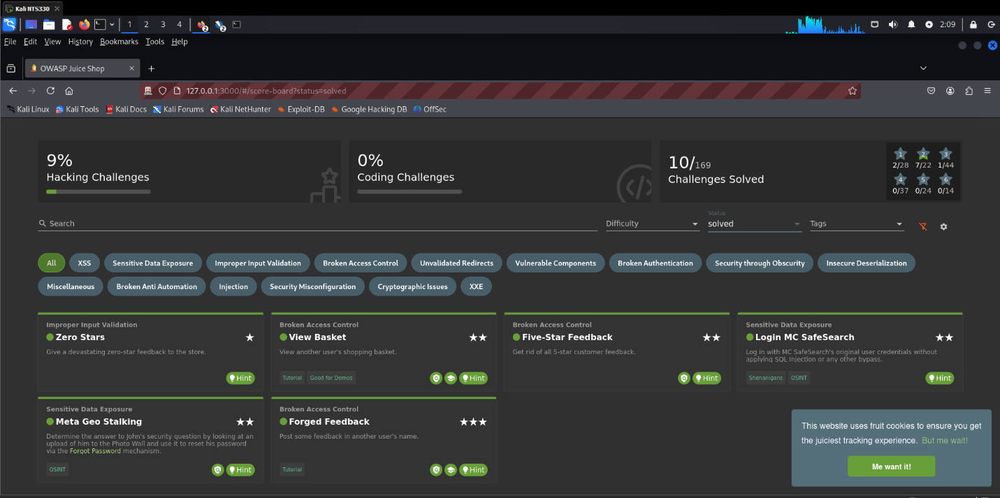 Kali NTS330
1 2 3 4 2 2 2:09
File Edit View History Bookmarks Tools Help
OWASP Juice Shop
127.0.0.1:3000/#/score-board?status=solved
Kali Linux Kali Tools Kali Docs Kali Forums Kali NetHunter Exploit-DB Google Hacking DB OffSec
9%
Hacking Challenges
0%
Coding Challenges
10/169
Challenges Solved
1 2 3
2/28 7/22 1/44
4 5 6
0/37 0/24 0/14
Search
Difficulty
Status
solved
Tags
All XSS Sensitive Data Exposure Improper Input Validation Broken Access Control Unvalidated Redirects Vulnerable Components Broken Authentication Security through Obscurity Insecure Deserialization
Miscellaneous Broken Anti Automation Injection Security Misconfiguration Cryptographic Issues XXE
Improper Input Validation
Zero Stars
Give a devastating zero-star feedback to the store.
Hint
Broken Access Control
View Basket
View another user's shopping basket.
Tutorial Good for Demos Hint
Broken Access Control
Five-Star Feedback
Get rid of all 5-star customer feedback.
Hint
Sensitive Data Exposure
Login MC SafeSearch
Log in with MC SafeSearch's original user credentials without
applying SQL Injection or any other bypass.
Shenanigans OSINT Hint
Sensitive Data Exposure
Meta Geo Stalking
Determine the answer to John's security question by looking at an
upload of him to the Photo Wall and use it to reset his password
via the Forgot Password mechanism.
OSINT Hint
Broken Access Control
Forged Feedback
Post some feedback in another user's name.
Tutorial Hint
This website uses fruit cookies to ensure you get
the juiciest tracking experience. But me wait!
Me want it!